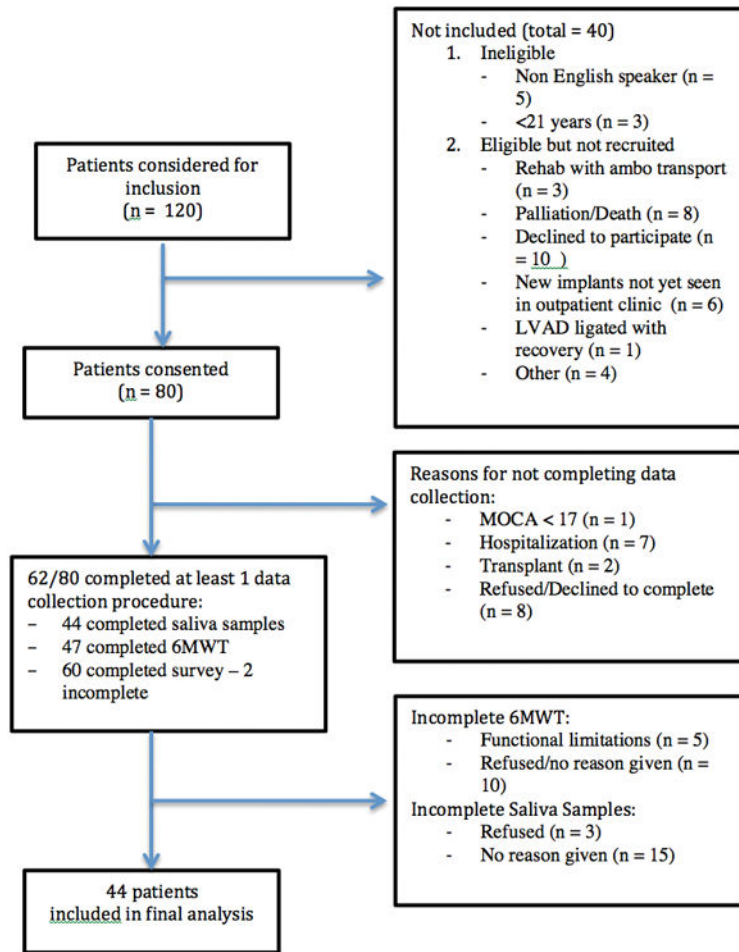 Patients considered for
inclusion
(n = 120)
Not included (total = 40)
1. Ineligible
- Non English speaker (n =
5)
- <21 years (n = 3)
2. Eligible but not recruited
- Rehab with ambo transport
(n = 3)
- Palliation/Death (n = 8)
- Declined to participate (n
= 10 )
- New implants not yet seen
in outpatient clinic (n = 6)
- LVAD ligated with
recovery (n = 1)
- Other (n = 4)
Patients consented
(n = 80)
Reasons for not completing data
collection:
- MOCA < 17 (n = 1)
- Hospitalization (n = 7)
- Transplant (n = 2)
- Refused/Declined to complete
(n = 8)
62/80 completed at least 1 data
collection procedure:
– 44 completed saliva samples
– 47 completed 6MWT
– 60 completed survey – 2
incomplete
Incomplete 6MWT:
- Functional limitations (n = 5)
- Refused/no reason given (n =
10)
Incomplete Saliva Samples:
- Refused (n = 3)
- No reason given (n = 15)
44 patients
included in final analysis